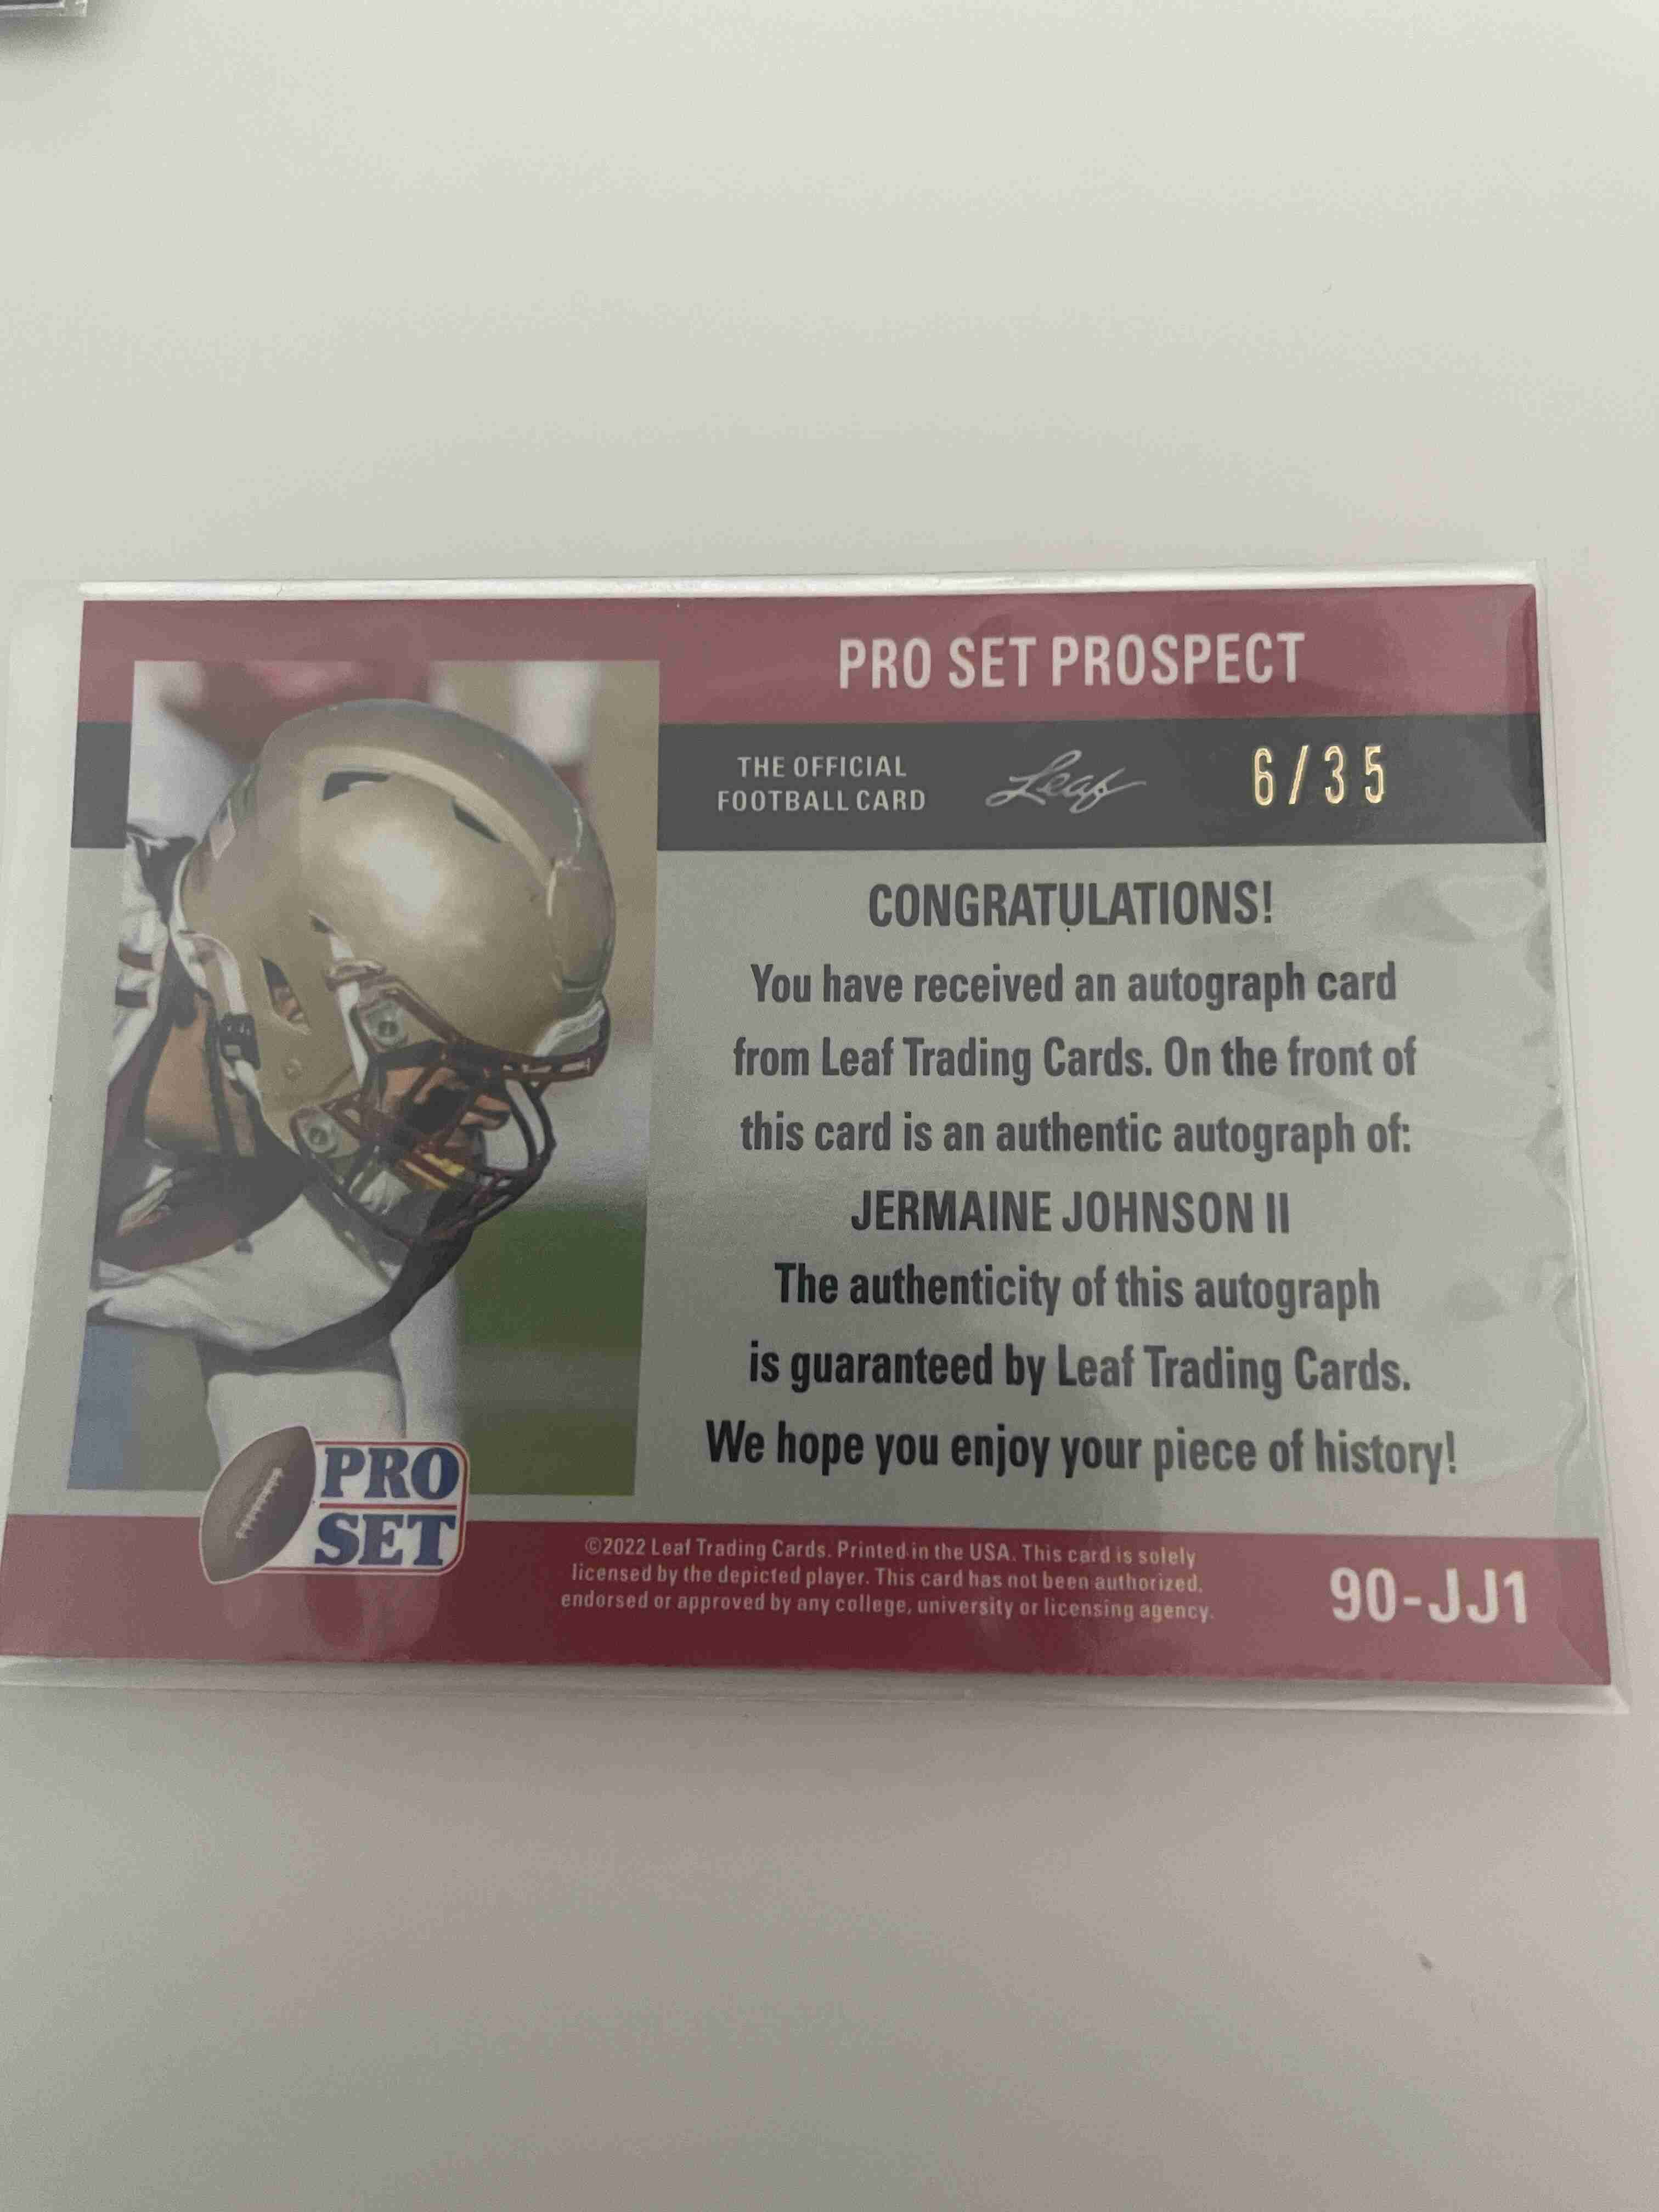 PRO SET PROSPECT
THE OFFICIAL
FOOTBALL CARD
Leaf
6/35
CONGRATULATIONS!
You have received an autograph card
from Leaf Trading Cards. On the front of
this card is an authentic autograph of:
JERMAINE JOHNSON II
The authenticity of this autograph
is guaranteed by Leaf Trading Cards.
We hope you enjoy your piece of history!
PRO
SET
©2022 Leaf Trading Cards. Printed in the USA. This card is solely
licensed by the depicted player. This card has not been authorized,
endorsed or approved by any college, university or licensing agency.
90-JJ1